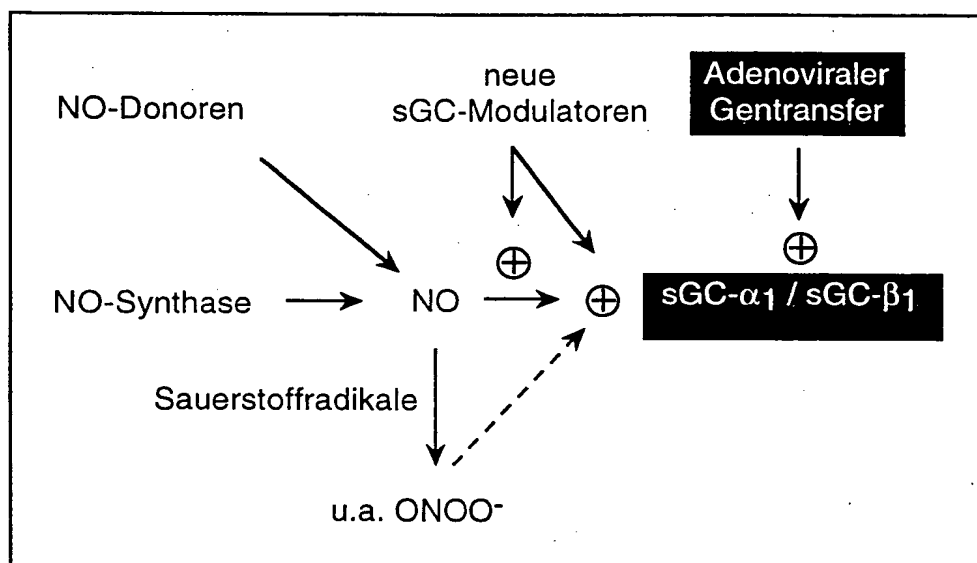 neue
sGC-Modulatoren
NO-Donoren
Adenoviraler
Gentransfer
NO-Synthase
NO
sGC-α1 / sGC-β1
Sauerstoffradikale
u.a. ONOO-